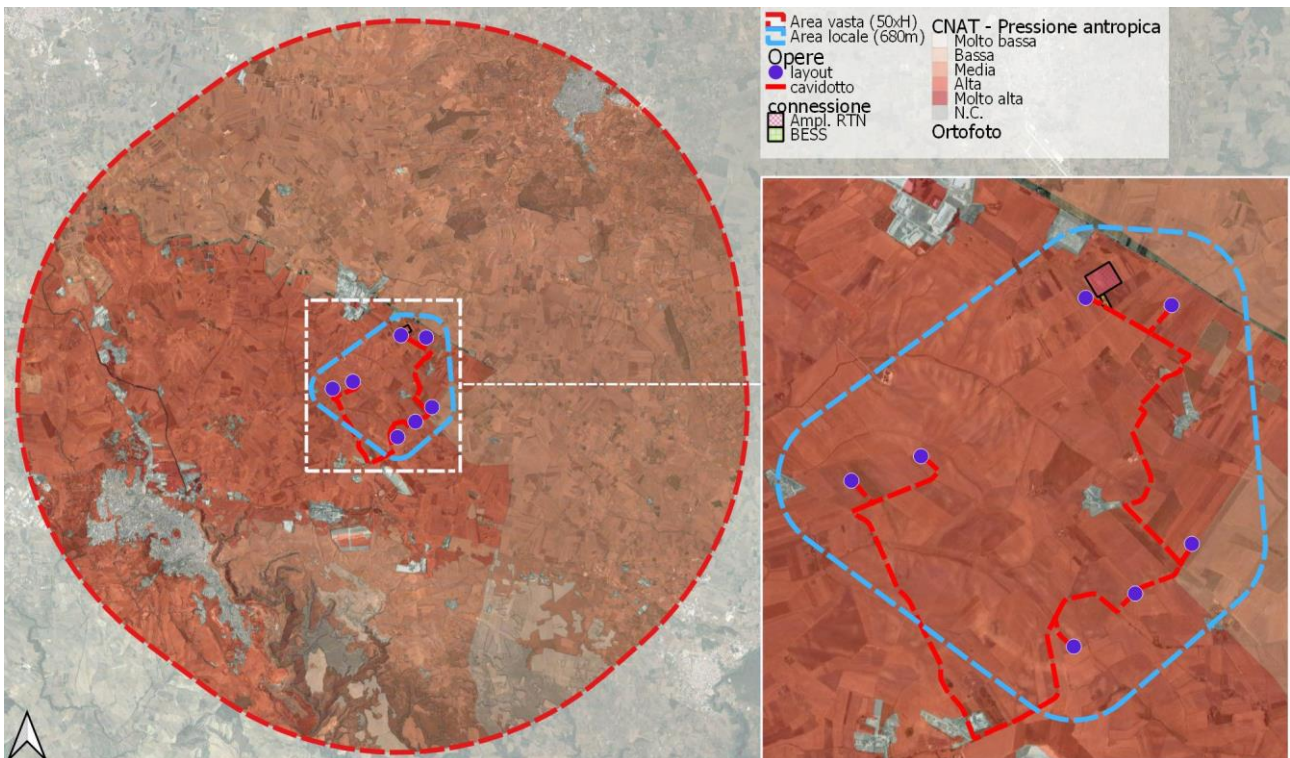 Area vasta (50xH)
Area locale (680m)
Opere
layout
cavidotto
connessione
Ampl. RTN
BESS
CNAT - Pressione antropica
Molto bassa
Bassa
Media
Alta
Molto alta
N.C.
Ortofoto